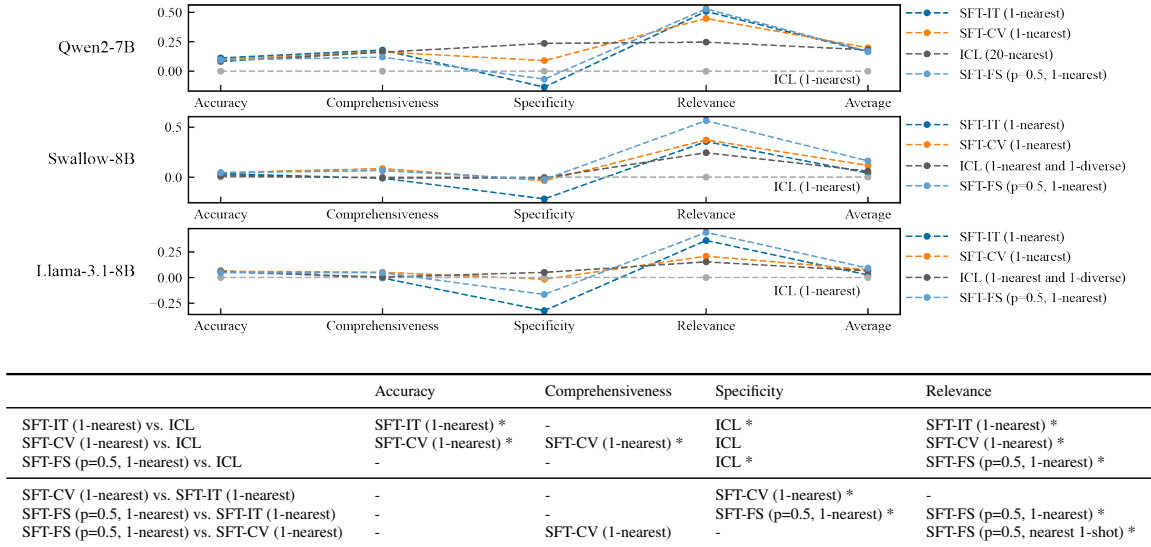 0.50
0.25
0.00
Qwen2-7B
ICL (1-nearest)
Accuracy Comprehensiveness Specificity Relevance Average
SFT-IT (1-nearest)
SFT-CV (1-nearest)
ICL (20-nearest)
SFT-FS (p=0.5, 1-nearest)
0.5
0.0
Swallow-8B
ICL (1-nearest)
Accuracy Comprehensiveness Specificity Relevance Average
SFT-IT (1-nearest)
SFT-CV (1-nearest)
ICL (1-nearest and 1-diverse)
SFT-FS (p=0.5, 1-nearest)
0.25
0.00
−0.25
Llama-3.1-8B
ICL (1-nearest)
Accuracy Comprehensiveness Specificity Relevance Average
SFT-IT (1-nearest)
SFT-CV (1-nearest)
ICL (1-nearest and 1-diverse)
SFT-FS (p=0.5, 1-nearest)
Accuracy Comprehensiveness Specificity Relevance
SFT-IT (1-nearest) vs. ICL SFT-IT (1-nearest) * - ICL * SFT-IT (1-nearest) *
SFT-CV (1-nearest) vs. ICL SFT-CV (1-nearest) * SFT-CV (1-nearest) * ICL SFT-CV (1-nearest) *
SFT-FS (p=0.5, 1-nearest) vs. ICL - - ICL * SFT-FS (p=0.5, 1-nearest) *
SFT-CV (1-nearest) vs. SFT-IT (1-nearest) - - SFT-CV (1-nearest) * -
SFT-FS (p=0.5, 1-nearest) vs. SFT-IT (1-nearest) - - SFT-FS (p=0.5, 1-nearest) * SFT-FS (p=0.5, 1-nearest) *
SFT-FS (p=0.5, 1-nearest) vs. SFT-CV (1-nearest) - SFT-CV (1-nearest) - SFT-FS (p=0.5, nearest 1-shot) *